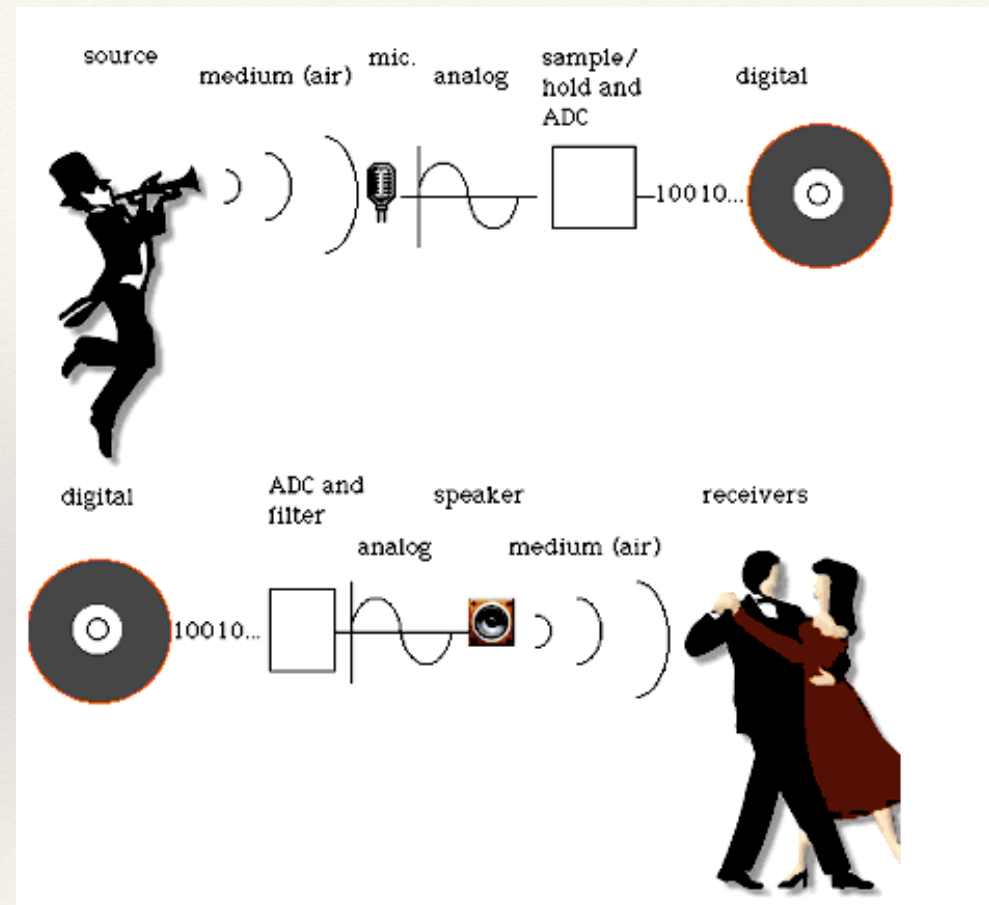 source
medium (air)
mic.
analog
sample/
hold and
ADC
digital
10010...
digital
ADC and
filter
speaker
receivers
analog
medium (air)
10010...